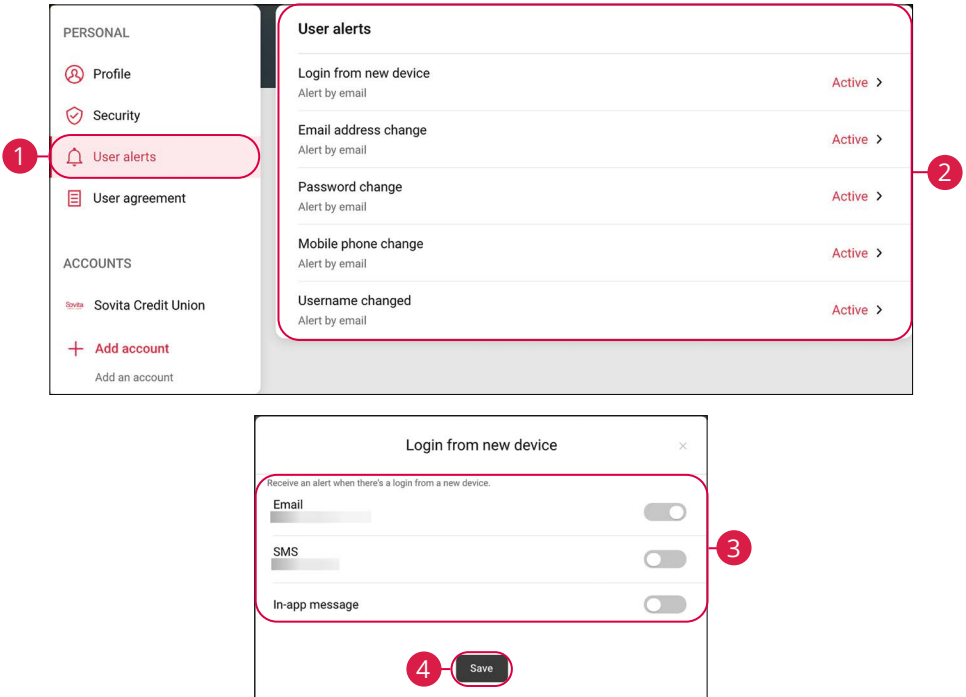 PERSONAL
Profile
Security
1
User alerts
User agreement
ACCOUNTS
Sovita
Sovita Credit Union
Add account
Add an account
User alerts
Login from new device
Alert by email
Active
Email address change
Alert by email
Active
2
Password change
Alert by email
Active
Mobile phone change
Alert by email
Active
Username changed
Alert by email
Active
Login from new device
Receive an alert when there's a login from a new device.
Email
SMS
3
In-app message
4
Save